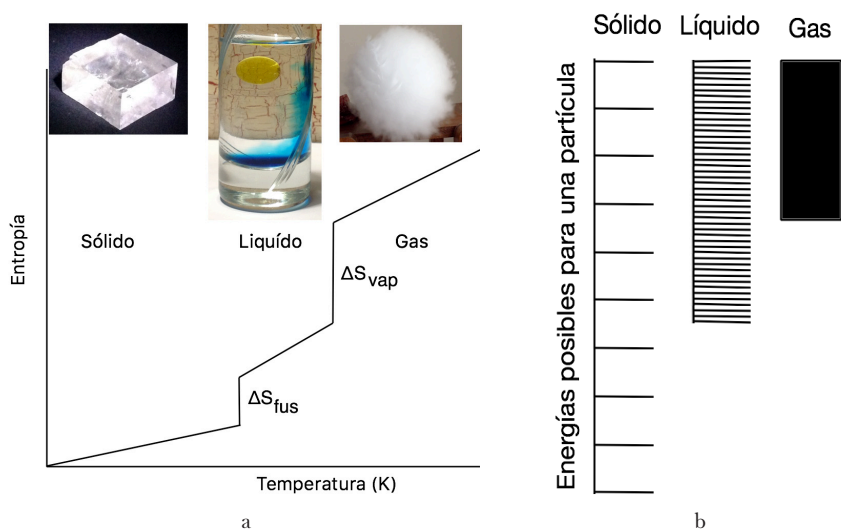 Entropía
Sólido
Liquído
Gas
ΔSvap
ΔSfus
Temperatura (K)
a
Sólido Líquido Gas
Energías posibles para una partícula
b